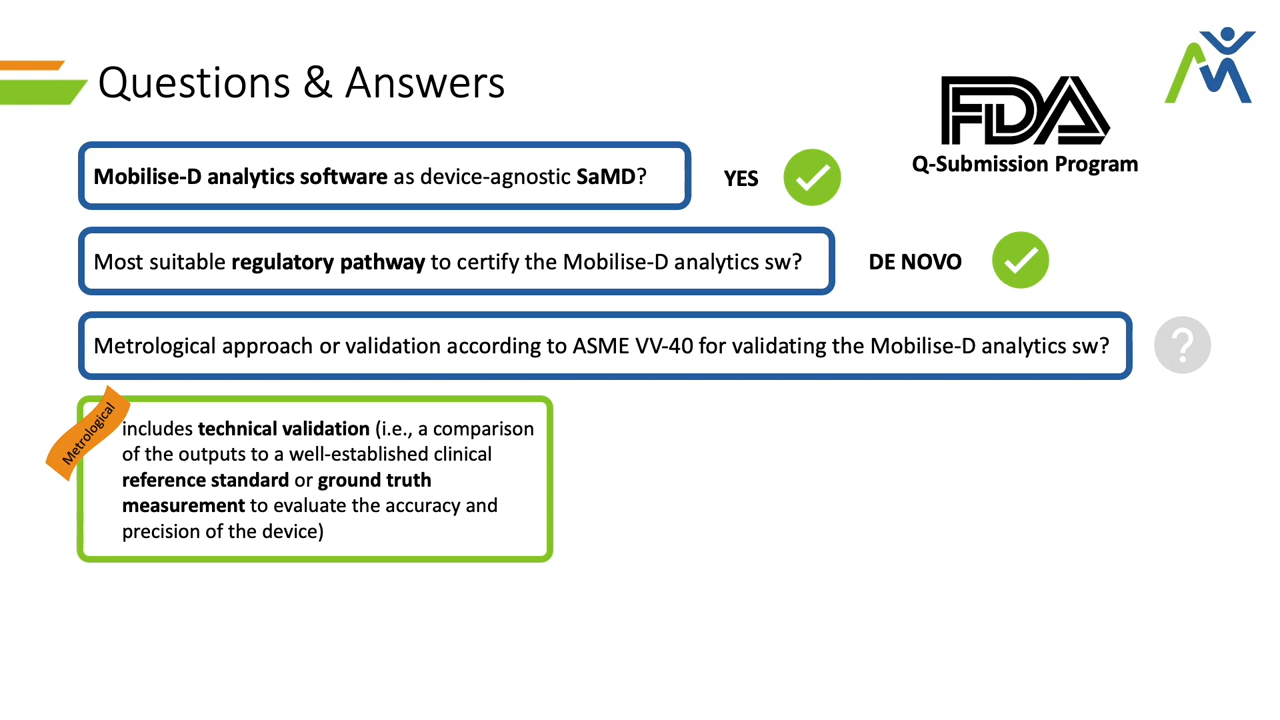 Questions & Answers
FDA
Q-Submission Program
Mobilise-D analytics software as device-agnostic SaMD?
YES
Most suitable regulatory pathway to certify the Mobilise-D analytics sw?
DE NOVO
Metrological approach or validation according to ASME VV-40 for validating the Mobilise-D analytics sw?
?
Metrological
includes technical validation (i.e., a comparison
of the outputs to a well-established clinical
reference standard or ground truth
measurement to evaluate the accuracy and
precision of the device)